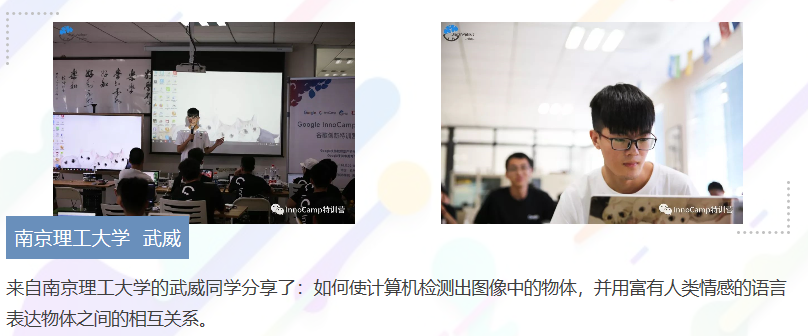 Google InnoCamp
InnoCamp特训营
InnoCamp特训营
南京理工大学 武威
来自南京理工大学的武威同学分享了：如何使计算机检测出图像中的物体，并用富有人类情感的语言
表达物体之间的相互关系。